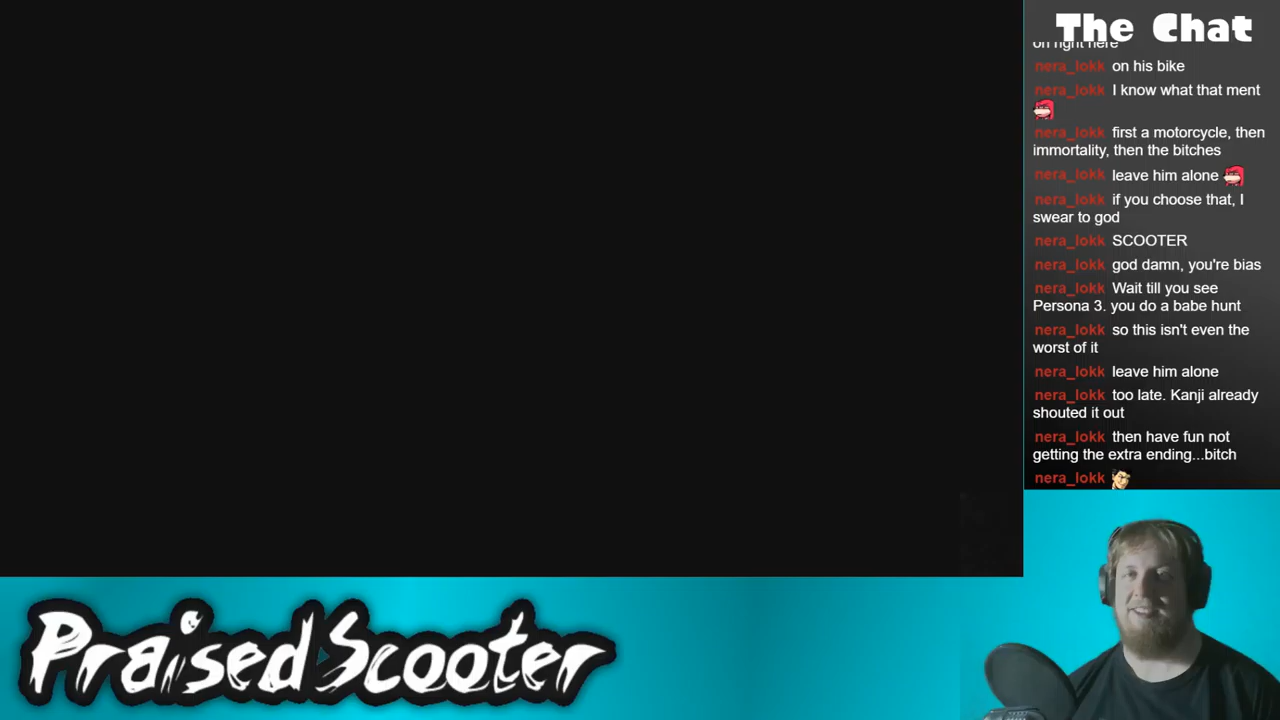 The Chat
on right here
nera_lokk on his bike
nera_lokk I know what that ment
nera_lokk first a motorcycle, then
immortality, then the bitches
nera_lokk leave him alone
nera_lokk if you choose that, I
swear to god
nera_lokk SCOOTER
nera_lokk god damn, you're bias
nera_lokk Wait till you see
Persona 3. you do a babe hunt
nera_lokk so this isn't even the
worst of it
nera_lokk leave him alone
nera_lokk too late. Kanji already
shouted it out
nera_lokk then have fun not
getting the extra ending...bitch
nera_lokk
Praised Scooter